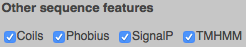 Other sequence features
Coils Phobius SignalP TMHMM